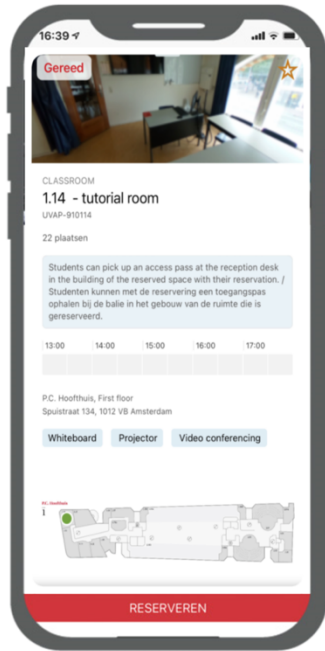 16:39
Gereed
CLASSROOM
1.14 - tutorial room
UVAP-910114
22 plaatsen
Students can pick up an access pass at the reception desk
in the building of the reserved space with their reservation. /
Studenten kunnen met de reservering een toegangspas
ophalen bij de balie in het gebouw van de ruimte die is
gereserveerd.
13:00 14:00 15:00 16:00 17:00
P.C. Hoofthuis, First floor
Spuistraat 134, 1012 VB Amsterdam
Whiteboard Projector Video conferencing
P.C. Hoofthuis
1
RESERVEREN